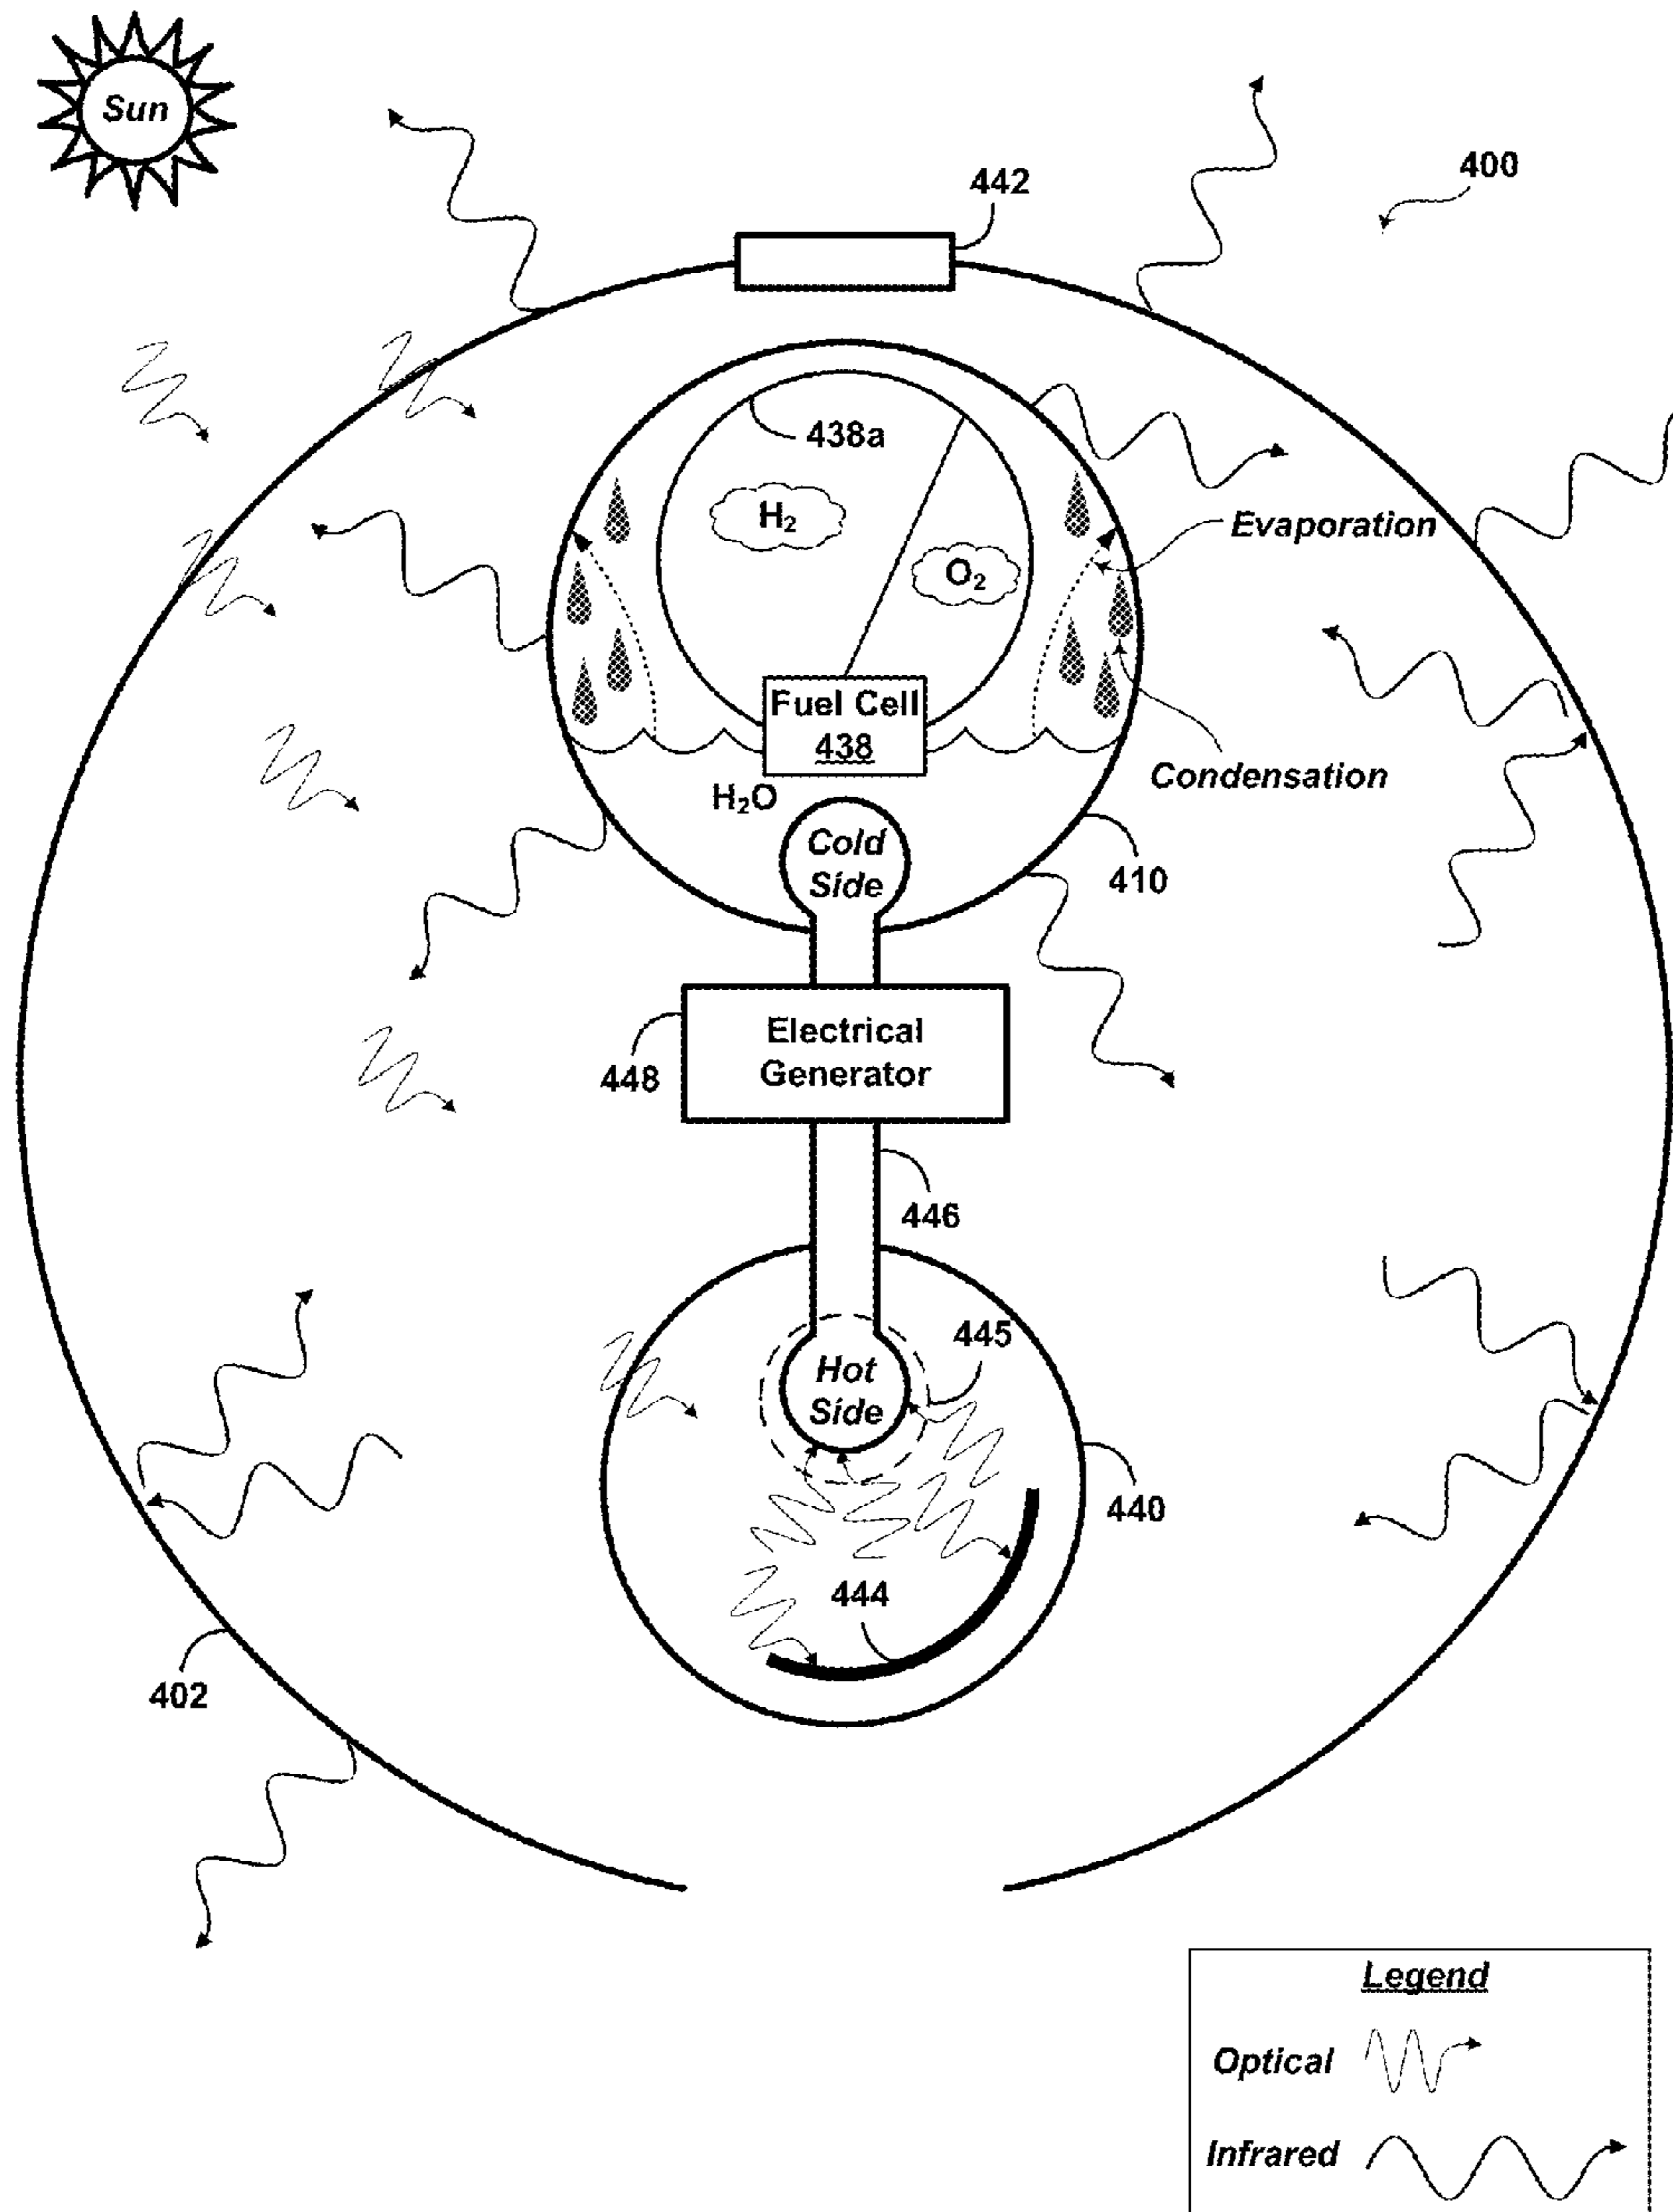 Sun
442
400
438a
H₂
O₂
Evaporation
Fuel Cell
438
H₂O
Condensation
Cold
Side
410
Electrical
Generator
448
446
445
Hot
Side
440
444
402
Legend
Optical
Infrared